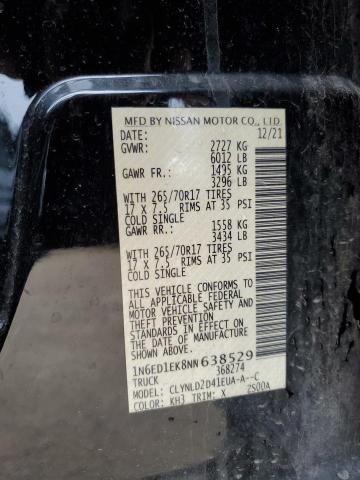 MFD BY NISSAN MOTOR CO., LTD
DATE: 12/21
GVWR: 2727 KG
6012 LB
GAWR FR.: 1495 KG
3296 LB
WITH 265/70R17 TIRES
17 X 7.5 RIMS AT 35 PSI
COLD SINGLE
GAWR RR.: 1558 KG
3434 LB
WITH 265/70R17 TIRES
17 X 7.5 RIMS AT 35 PSI
COLD SINGLE
THIS VEHICLE CONFORMS TO
ALL APPLICABLE FEDERAL
MOTOR VEHICLE SAFETY
STANDARDS IN EFFECT ON
THE DATE OF MANUFACTURE
SHOWN ABOVE.
1N6ED1EK8NN638529
TRUCK 368274
MODEL: CLYNLD2D41EUA-A--C
COLOR: KH3 TRIM: X 2S00A